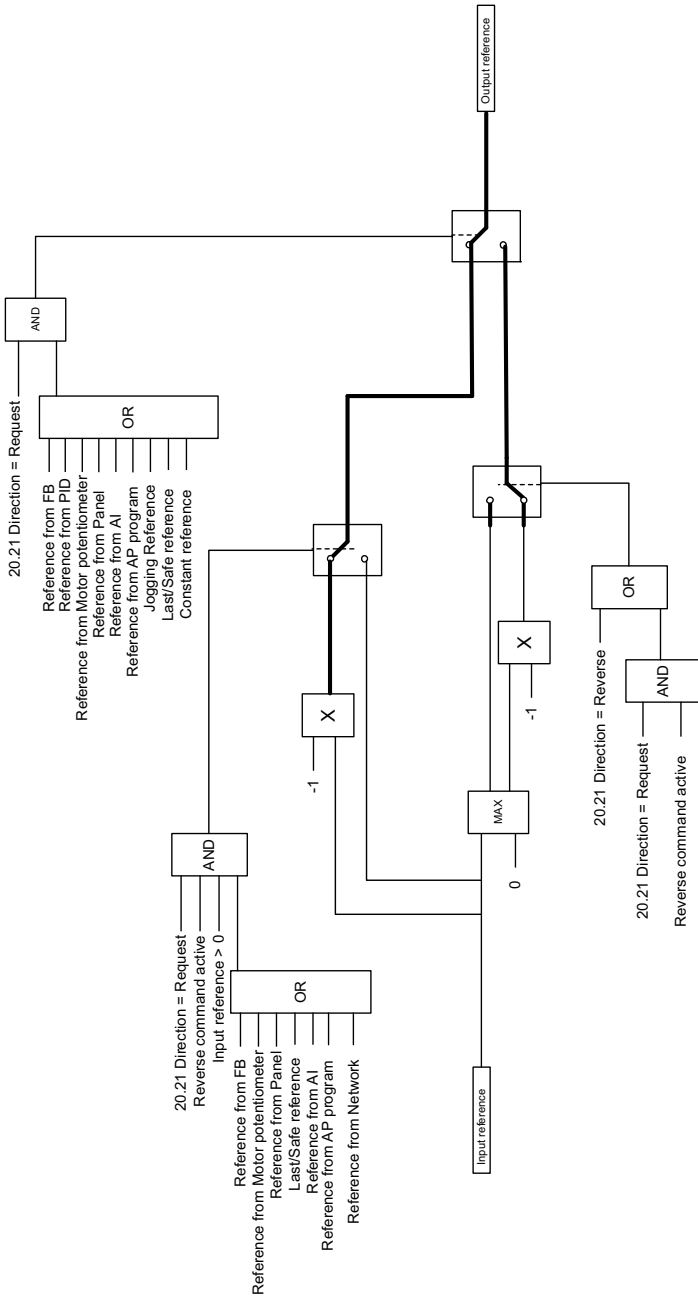 20.21 Direction = Request
AND
Reference from FB
Reference from PID
Reference from Motor potentiometer
Reference from Panel
Reference from AI
Reference from AP program
Jogging Reference
Last/Safe reference
Constant reference
OR
Output reference
20.21 Direction = Request
Reverse command active
Input reference > 0
AND
Reference from FB
Reference from Motor potentiometer
Reference from Panel
Last/Safe reference
Reference from AI
Reference from AP program
Reference from Network
OR
-1
X
Input reference
MAX
0
-1
X
20.21 Direction = Reverse
OR
20.21 Direction = Request
Reverse command active
AND